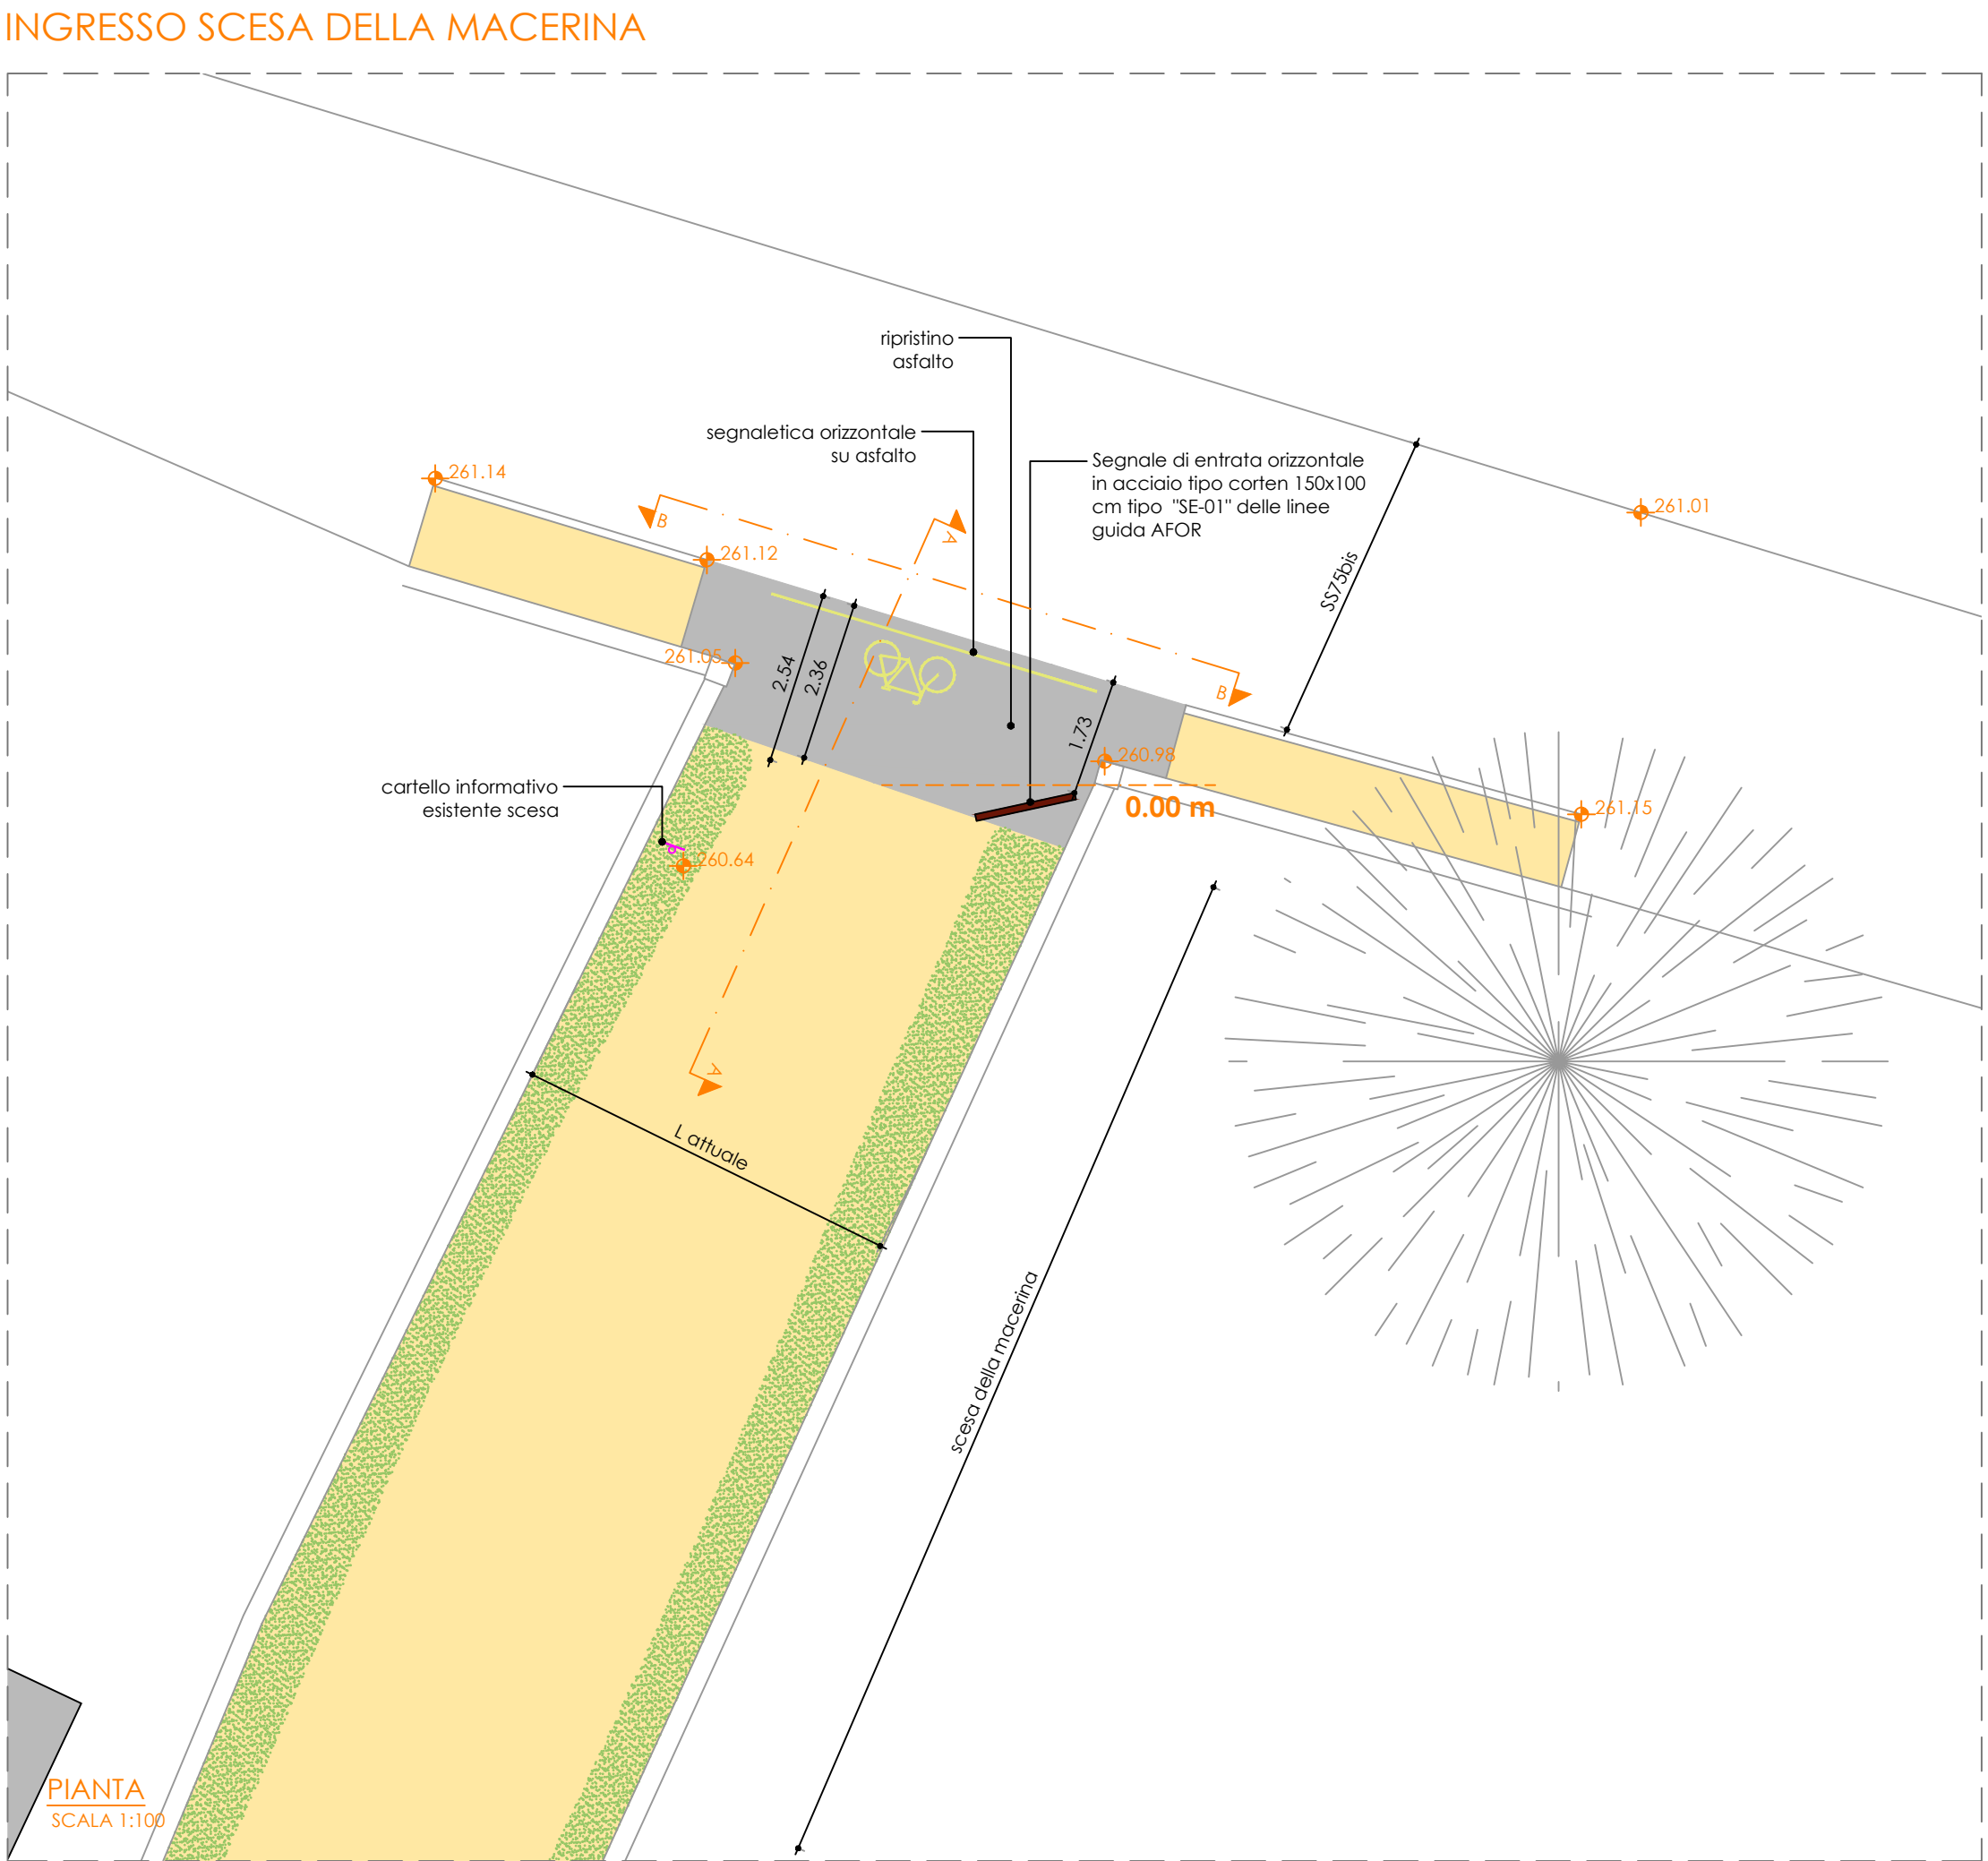 INGRESSO SCESA DELLA MACERINA
ripristino
asfalto
segnaletica orizzontale
su asfalto
Segnale di entrata orizzontale
in acciaio tipo corten 150x100
cm tipo "SE-01" delle linee
guida AFOR
261.14
261.01
B
A
261.12
SS75bis
261.05
2.54
2.36
B
1.73
260.98
0.00 m
261.15
cartello informativo
esistente scesa
260.64
A
L attuale
scesa della macerina
PIANTA
SCALA 1:100